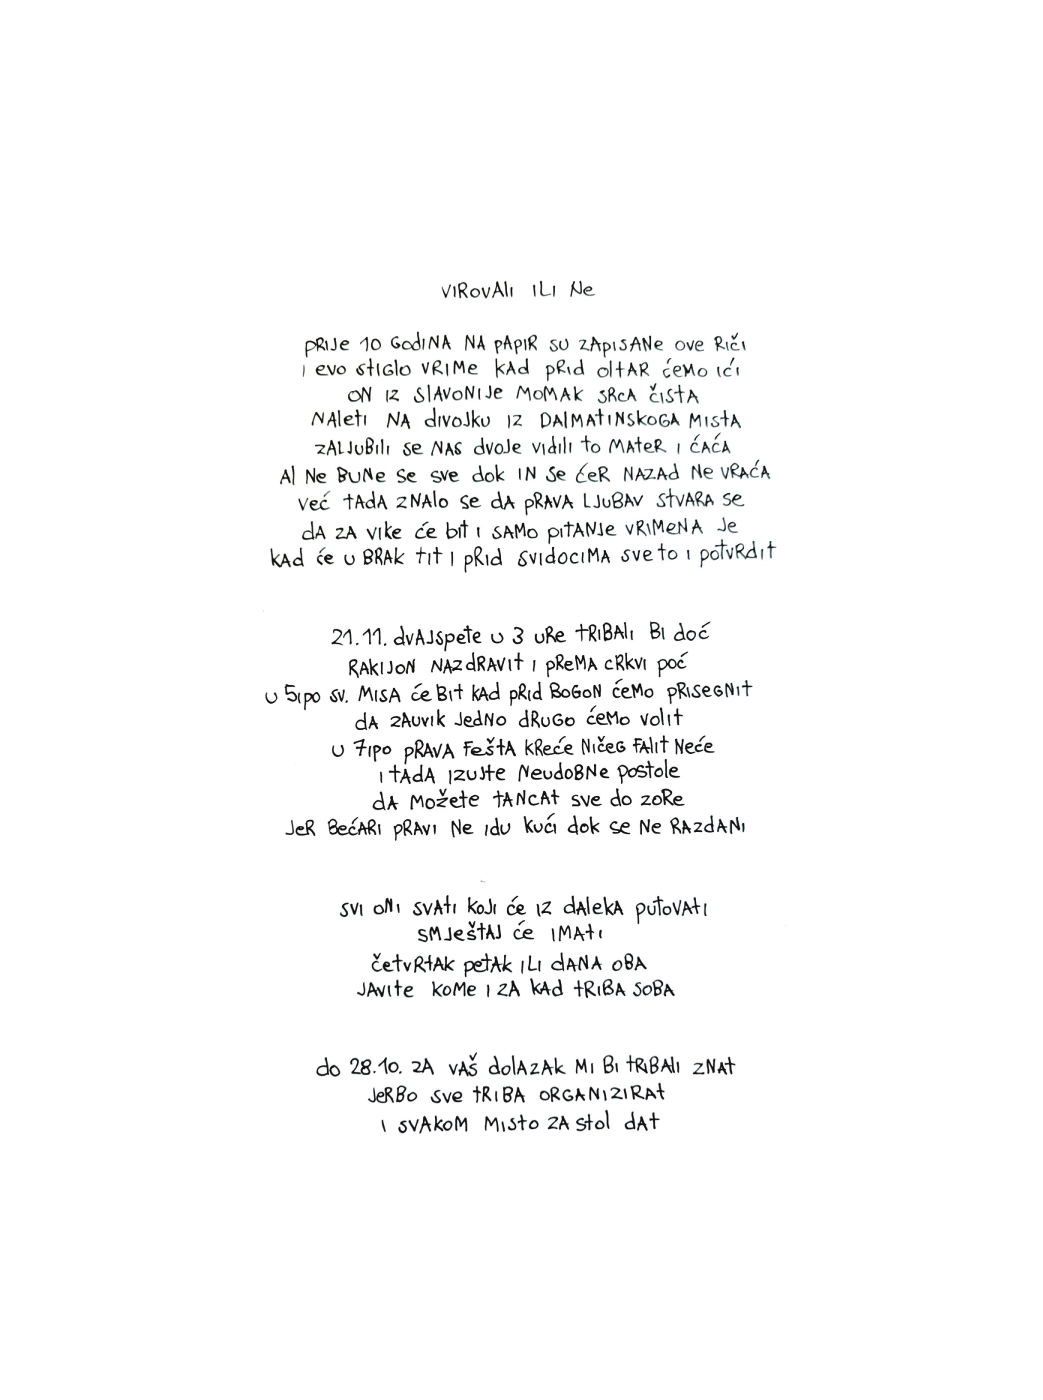 VIROVALI ILI NE
PRIJE 10 GODINA NA PAPIR SU ZAPISANE OVE RIČI
I EVO STIGLO VRIME KAD PRID OLTAR ĆEMO IĆI
ON IZ SLAVONIJE MOMAK SRCA ČISTA
NALETI NA DIVOJKU IZ DALMATINSKOGA MISTA
ZALJUBILI SE NAS DVOJE VIDILI TO MATER I ĆAĆA
AL NE BUNE SE SVE DOK IN SE ĆER NAZAD NE VRAĆA
VEĆ TADA ZNALO SE DA PRAVA LJUBAV STVARA SE
DA ZA VIKE ĆE BIT I SAMO PITANJE VRIMENA JE
KAD ĆE U BRAK TIT I PRID SVIDOCIMA SVE TO I POTVRDIT
21.11. DVAJSPETE U 3 URE TRIBALI BI DOĆ
RAKIJON NAZDRAVIT I PREMA CRKVI POĆ
U 5IPO SV. MISA ĆE BIT KAD PRID BOGON ĆEMO PRISEGNIT
DA ZAUVIK JEDNO DRUGO ĆEMO VOLIT
U 7IPO PRAVA FEŠTA KREĆE NIČEG FALIT NEĆE
I TADA IZUJTE NEUDOBNE POSTOLE
DA MOŽETE TANCAT SVE DO ZORE
JER BEĆARI PRAVI NE IDU KUĆI DOK SE NE RAZDANI
SVI ONI SVATI KOJI ĆE IZ DALEKA PUTOVATI
SMJEŠTAJ ĆE IMATI
ČETVRTAK PETAK ILI DANA OBA
JAVITE KOME I ZA KAD TRIBA SOBA
DO 28.10. ZA VAŠ DOLAZAK MI BI TRIBALI ZNAT
JERBO SVE TRIBA ORGANIZIRAT
I SVAKOM MISTO ZA STOL DAT